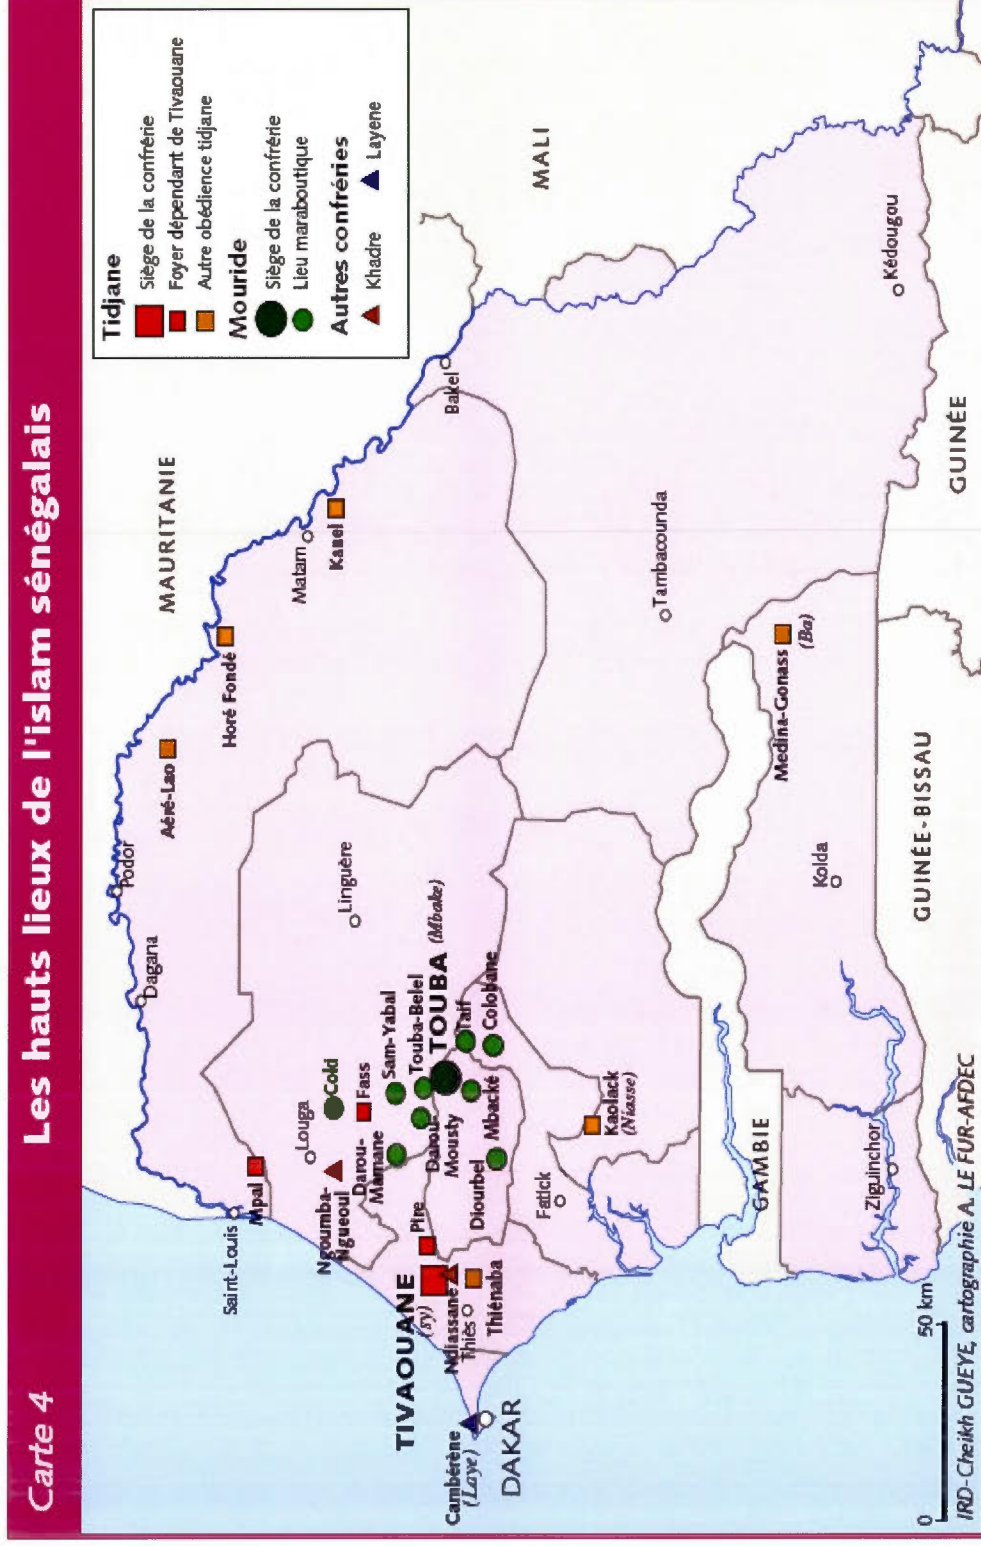 Carte 4
Les hauts lieux de l'islam sénégalais
Tidjane
Siège de la confrérie
Foyer dépendant de Tivaouane
Autre obédience tidjane
Mouride
Siège de la confrérie
Lieu maraboutique
Autres confréries
Khadre
Layene
MAURITANIE
MALI
GUINÉE
GUINÉE-BISSAU
GAMBIE
Podor
Dagana
Aéré-Lao
Horé Fondé
Matam
Kanel
Bakel
Saint-Louis
Mpal
Louga
Coki
Linguère
Ngoumba-
Ngueoul
Fass
Darou-
Marnane
Sam-Yabal
Touba-Belel
TOUBA (Mbake)
Darou-
Mousty
Taïf
Colobane
Mbacké
Diourbel
Pire
TIVAOUANE
(sy)
Ndiassane
Thiès
Thiénaba
Cambérène
(Laye)
DAKAR
Fatick
Kaolack
(Niasse)
Tambacounda
Kédougou
Medina-Gonass
(Ba)
Kolda
Ziguinchor
0
50 km
IRD-Cheikh GUEYE, cartographie A. LE FUR-AFDEC